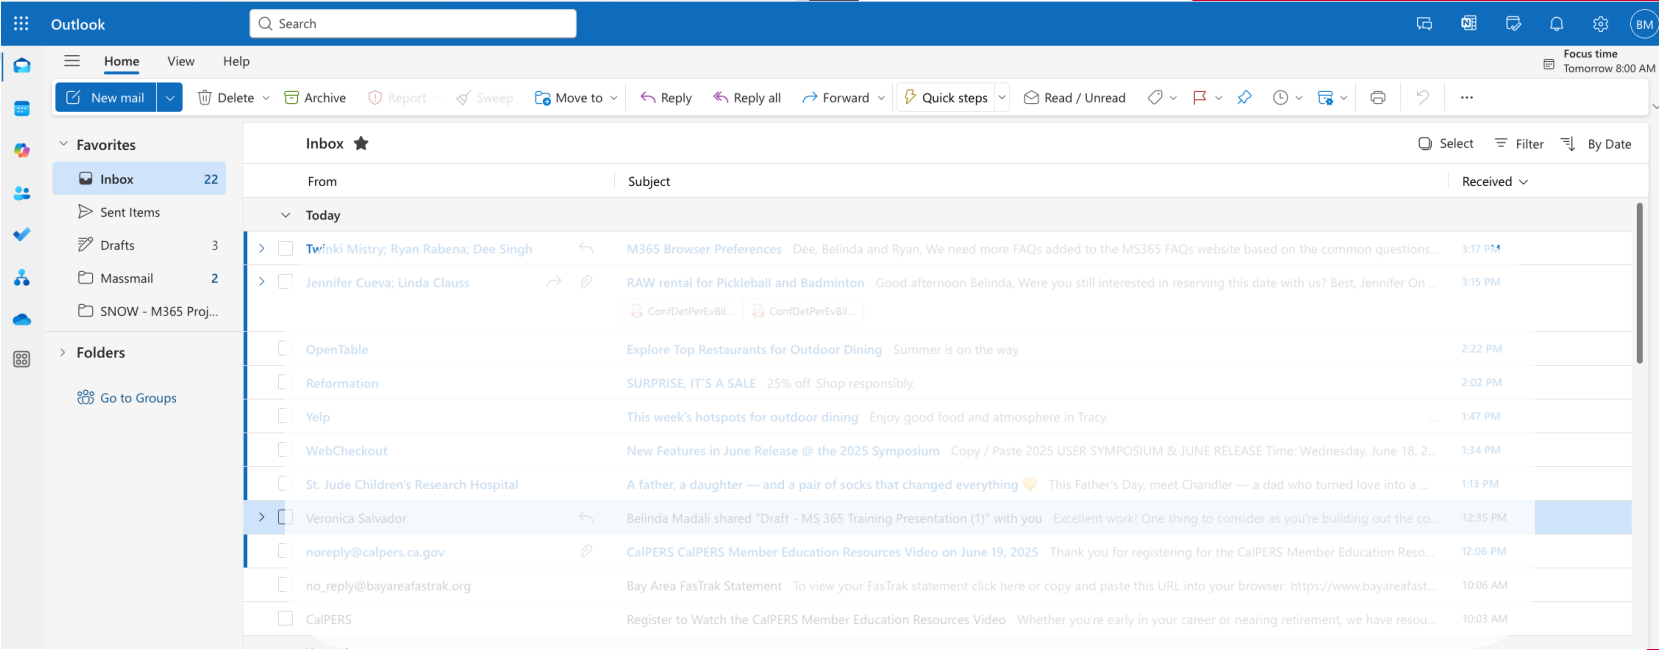 Outlook
Search
BM
Home View Help
Focus time
Tomorrow 8:00 AM
New mail Delete Archive Report Sweep Move to Reply Reply all Forward Quick steps Read / Unread ...
Favorites
Inbox 22
Sent Items
Drafts 3
Massmail 2
SNOW - M365 Proj...
Folders
Go to Groups
Inbox ★ Select Filter By Date
From Subject Received
Today
Twinki Mistry; Ryan Rabena; Dee Singh M365 Browser Preferences Dee, Belinda and Ryan, We need more FAQs added to the MS365 FAQs website based on the common questions... 3:17 PM
Jennifer Cueva; Linda Clauss RAW rental for Pickleball and Badminton Good afternoon Belinda, Were you still interested in reserving this date with us? Best, Jennifer On ... 3:15 PM
ConfDetPerEvBil... ConfDetPerEvBil...
OpenTable Explore Top Restaurants for Outdoor Dining Summer is on the way 2:22 PM
Reformation SURPRISE, IT'S A SALE 25% off. Shop responsibly. 2:02 PM
Yelp This week's hotspots for outdoor dining Enjoy good food and atmosphere in Tracy. ... 1:47 PM
WebCheckout New Features in June Release @ the 2025 Symposium Copy / Paste 2025 USER SYMPOSIUM & JUNE RELEASE Time: Wednesday, June 18, 2... 1:34 PM
St. Jude Children's Research Hospital A father, a daughter — and a pair of socks that changed everything 💛 This Father's Day, meet Chandler — a dad who turned love into a ... 1:13 PM
Veronica Salvador Belinda Madali shared "Draft - MS 365 Training Presentation (1)" with you Excellent work! One thing to consider as you're building out the co... 12:35 PM
noreply@calpers.ca.gov CalPERS CalPERS Member Education Resources Video on June 19, 2025 Thank you for registering for the CalPERS Member Education Reso... 12:06 PM
no_reply@bayareafastrak.org Bay Area FasTrak Statement To view your FasTrak statement click here or copy and paste this URL into your browser: https://www.bayareafast... 10:06 AM
CalPERS Register to Watch the CalPERS Member Education Resources Video Whether you're early in your career or nearing retirement, we have resou... 10:03 AM